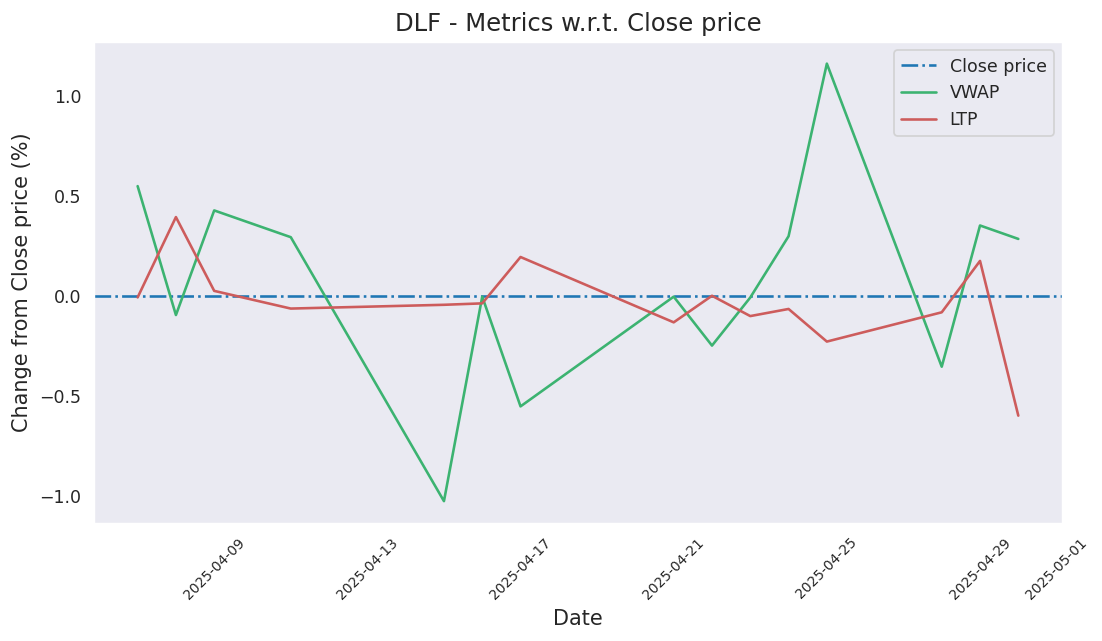 DLF - Metrics w.r.t. Close price
Close price
VWAP
LTP
Change from Close price (%)
1.0
0.5
0.0
−0.5
−1.0
2025-04-09
2025-04-13
2025-04-17
2025-04-21
2025-04-25
2025-04-29
2025-05-01
Date